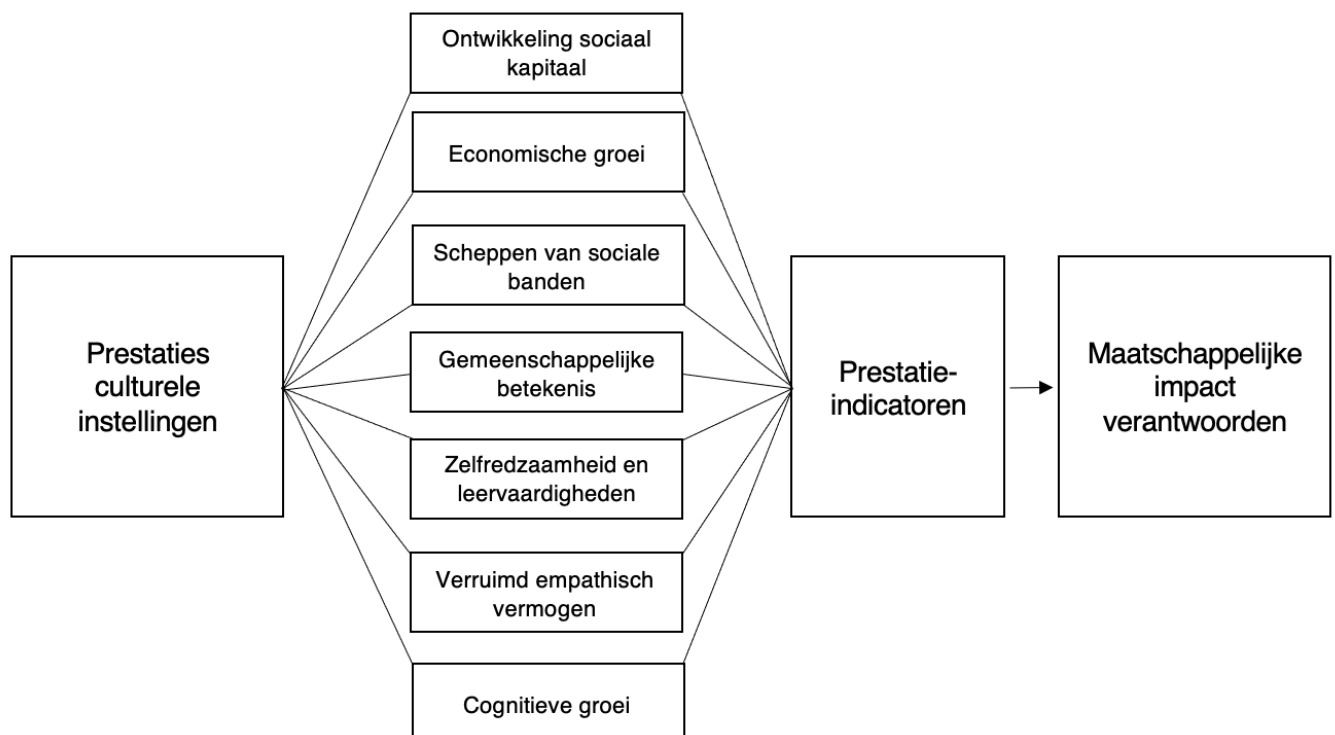 Ontwikkeling sociaal
kapitaal
Economische groei
Scheppen van sociale
banden
Prestaties
culturele
instellingen
Gemeenschappelijke
betekenis
Prestatie-
indicatoren
Maatschappelijke
impact
verantwoorden
Zelfredzaamheid en
leervaardigheden
Verruimd empathisch
vermogen
Cognitieve groei